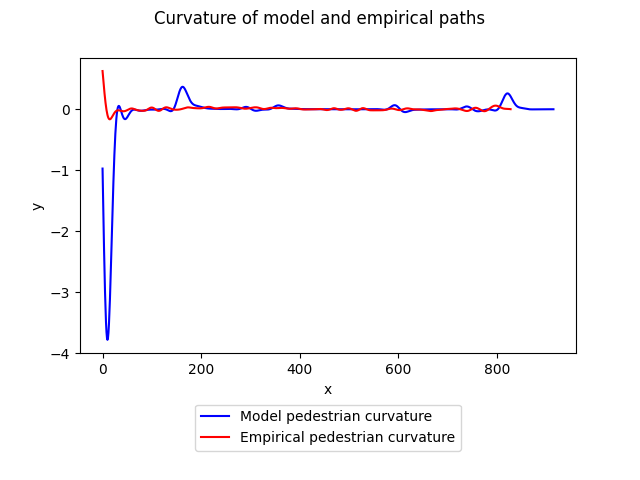 Curvature of model and empirical paths
0
−1
−2
−3
−4
y
0
200
400
600
800
x
Model pedestrian curvature
Empirical pedestrian curvature